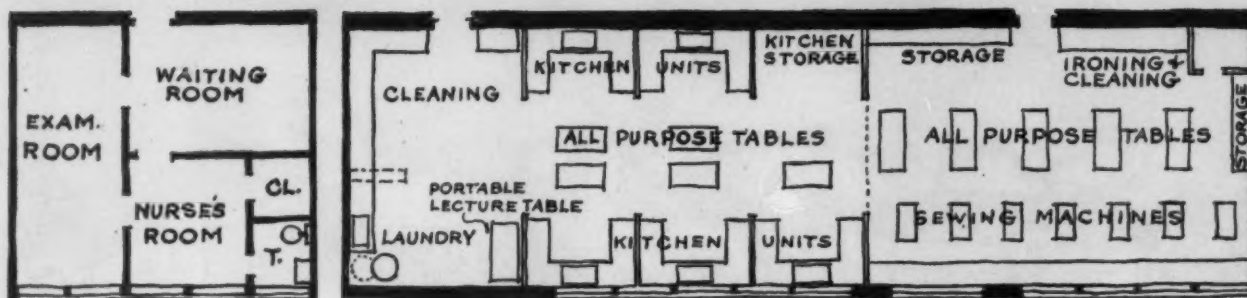 EXAM.
ROOM
WAITING
ROOM
NURSE'S
ROOM
CL.
T.
CLEANING
LAUNDRY
PORTABLE
LECTURE TABLE
KITCHEN UNITS
KITCHEN
STORAGE
ALL PURPOSE TABLES
KITCHEN UNITS
STORAGE
IRONING &
CLEANING
STORAGE
ALL PURPOSE TABLES
SEWING MACHINES